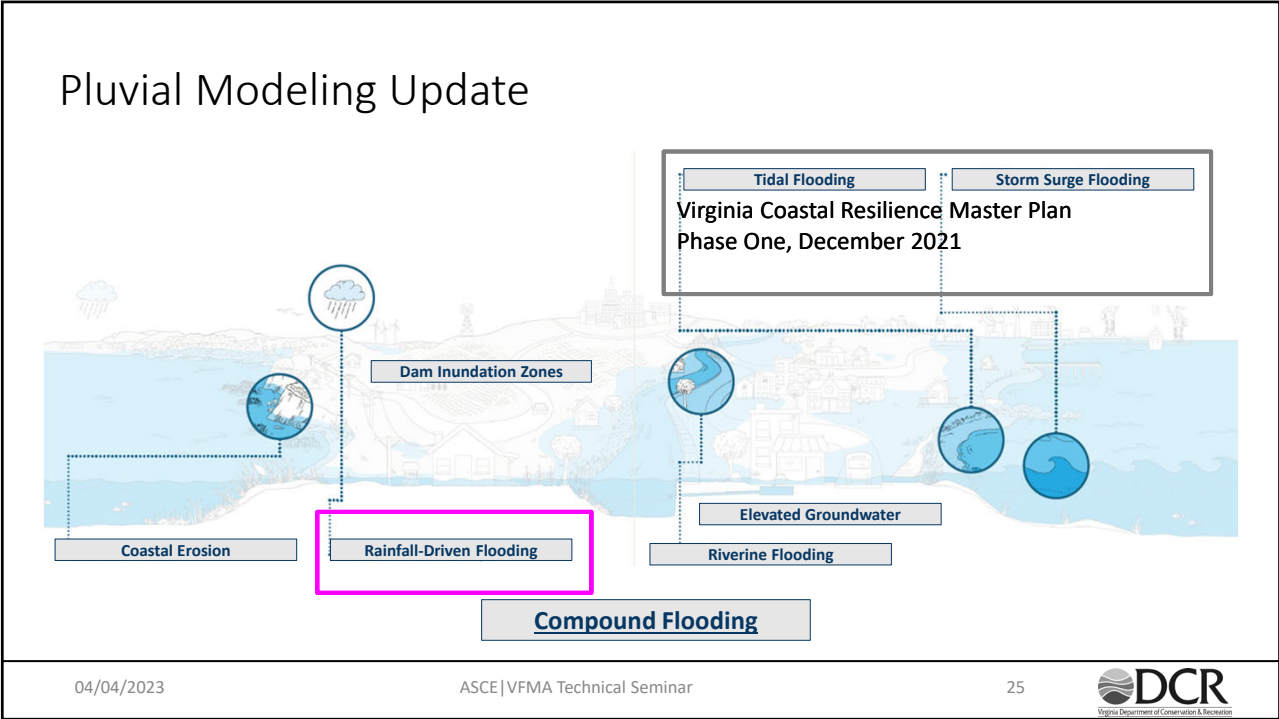 Pluvial Modeling Update
Tidal Flooding
Storm Surge Flooding
Virginia Coastal Resilience Master Plan
Phase One, December 2021
Dam Inundation Zones
Elevated Groundwater
Coastal Erosion
Rainfall-Driven Flooding
Riverine Flooding
Compound Flooding
04/04/2023
ASCE|VFMA Technical Seminar
25
DCR
Virginia Department of Conservation & Recreation